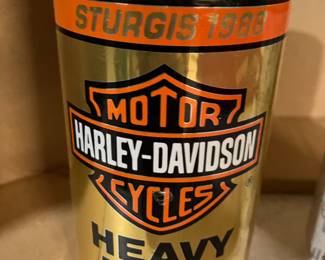 STURGIS 1988
MOTOR
HARLEY-DAVIDSON
CYCLES
®
HEAVY